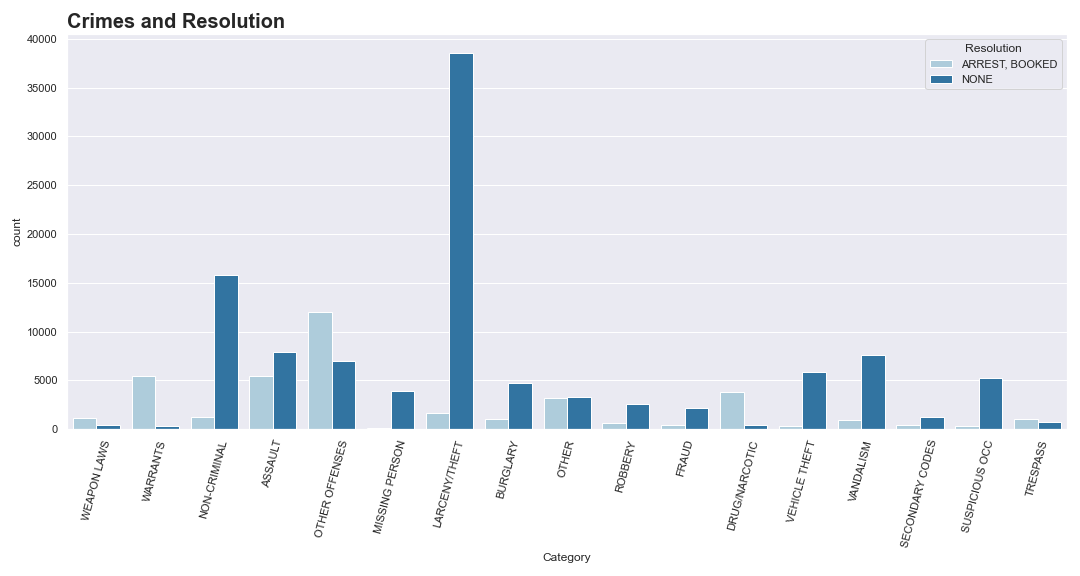 Crimes and Resolution
Resolution
ARREST, BOOKED
NONE
40000
35000
30000
25000
20000
15000
10000
5000
0
count
WEAPON LAWS
WARRANTS
NON-CRIMINAL
ASSAULT
OTHER OFFENSES
MISSING PERSON
LARCENY/THEFT
BURGLARY
OTHER
ROBBERY
FRAUD
DRUG/NARCOTIC
VEHICLE THEFT
VANDALISM
SECONDARY CODES
SUSPICIOUS OCC
TRESPASS
Category